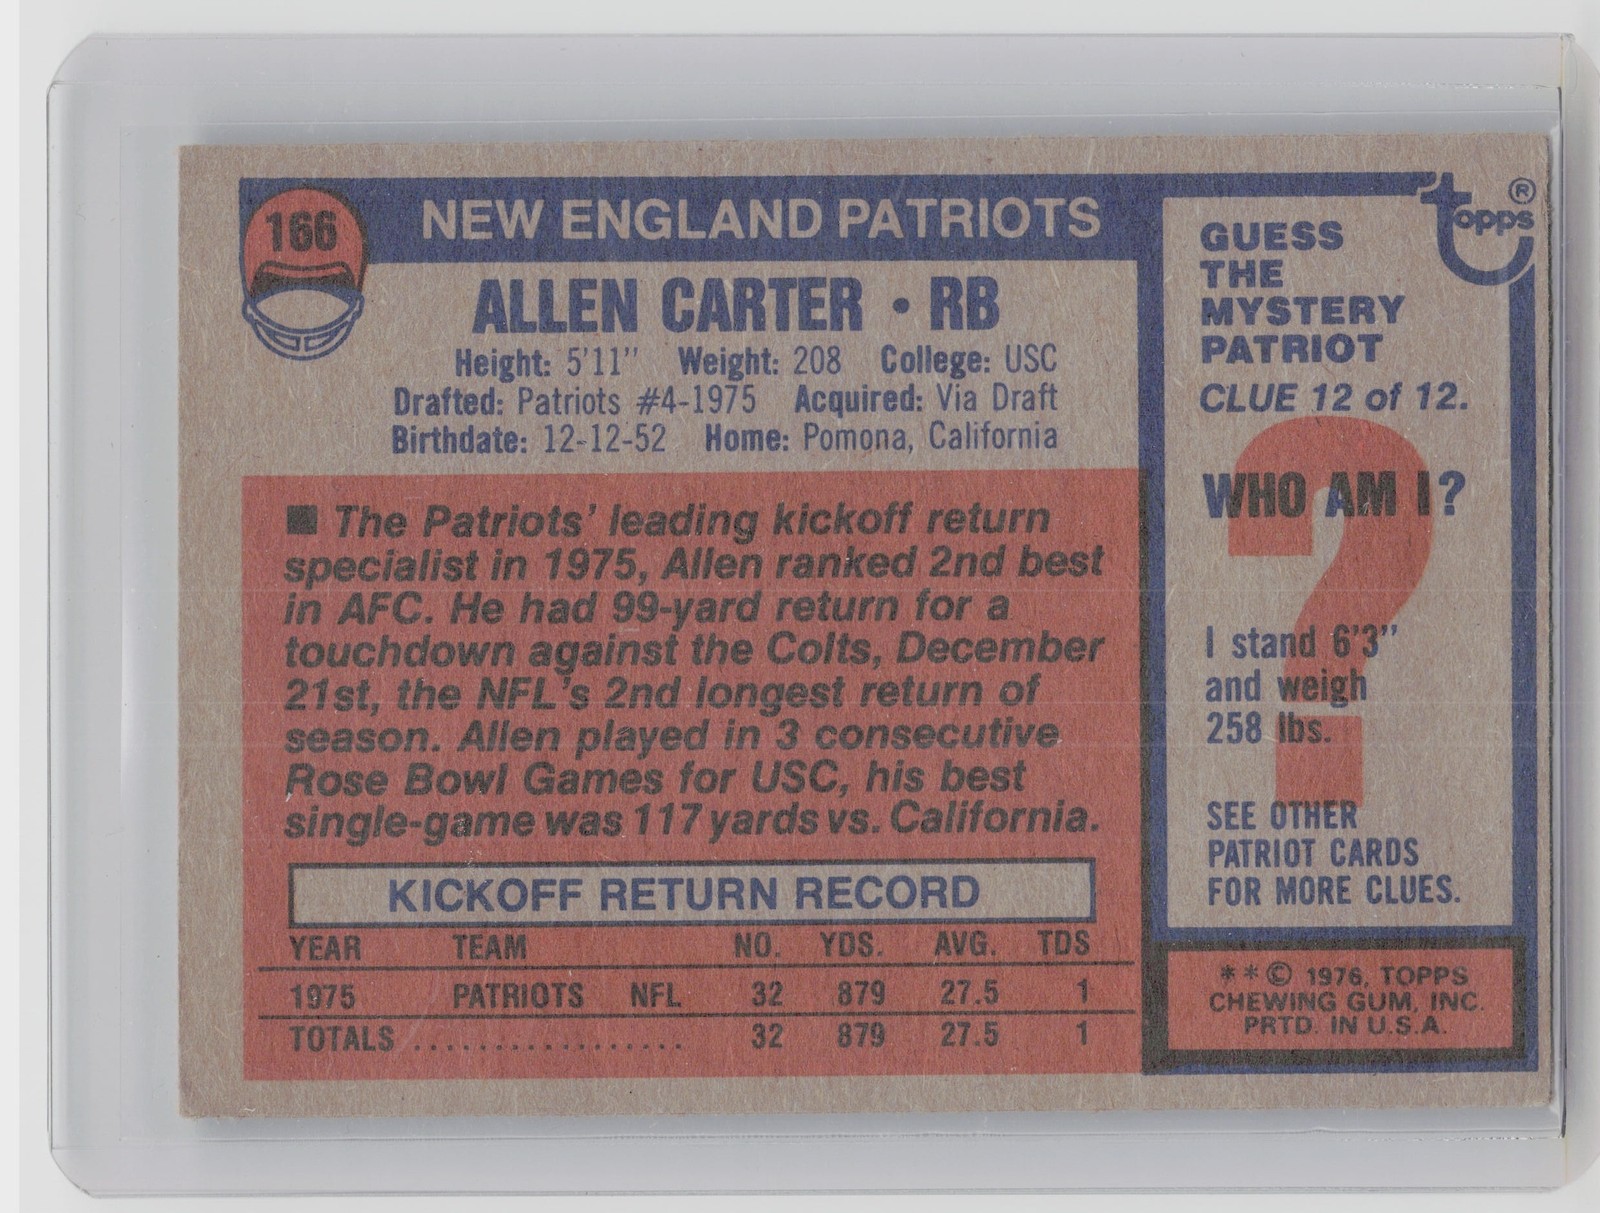 166
NEW ENGLAND PATRIOTS
ALLEN CARTER • RB
Height: 5'11" Weight: 208 College: USC
Drafted: Patriots #4-1975 Acquired: Via Draft
Birthdate: 12-12-52 Home: Pomona, California
■ The Patriots' leading kickoff return
specialist in 1975, Allen ranked 2nd best
in AFC. He had 99-yard return for a
touchdown against the Colts, December
21st, the NFL's 2nd longest return of
season. Allen played in 3 consecutive
Rose Bowl Games for USC, his best
single-game was 117 yards vs. California.
KICKOFF RETURN RECORD
YEAR TEAM NO. YDS. AVG. TDS
1975 PATRIOTS NFL 32 879 27.5 1
TOTALS .................. 32 879 27.5 1
topps ®
GUESS
THE
MYSTERY
PATRIOT
CLUE 12 of 12.
?
WHO AM I?
I stand 6'3"
and weigh
258 lbs.
SEE OTHER
PATRIOT CARDS
FOR MORE CLUES.
**© 1976, TOPPS
CHEWING GUM, INC.
PRTD. IN U.S.A.